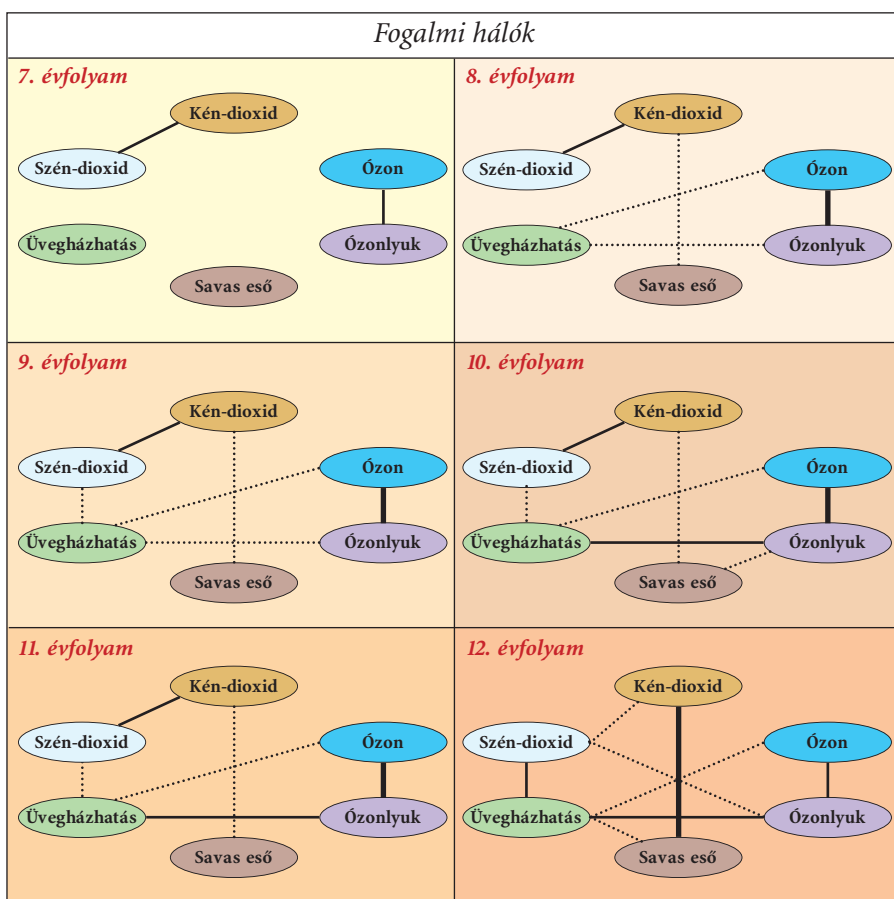 Fogalmi hálók
7. évfolyam
Kén-dioxid
Szén-dioxid
Ózon
Üvegházhatás
Ózonlyuk
Savas eső
8. évfolyam
Kén-dioxid
Szén-dioxid
Ózon
Üvegházhatás
Ózonlyuk
Savas eső
9. évfolyam
Kén-dioxid
Szén-dioxid
Ózon
Üvegházhatás
Ózonlyuk
Savas eső
10. évfolyam
Kén-dioxid
Szén-dioxid
Ózon
Üvegházhatás
Ózonlyuk
Savas eső
11. évfolyam
Kén-dioxid
Szén-dioxid
Ózon
Üvegházhatás
Ózonlyuk
Savas eső
12. évfolyam
Kén-dioxid
Szén-dioxid
Ózon
Üvegházhatás
Ózonlyuk
Savas eső